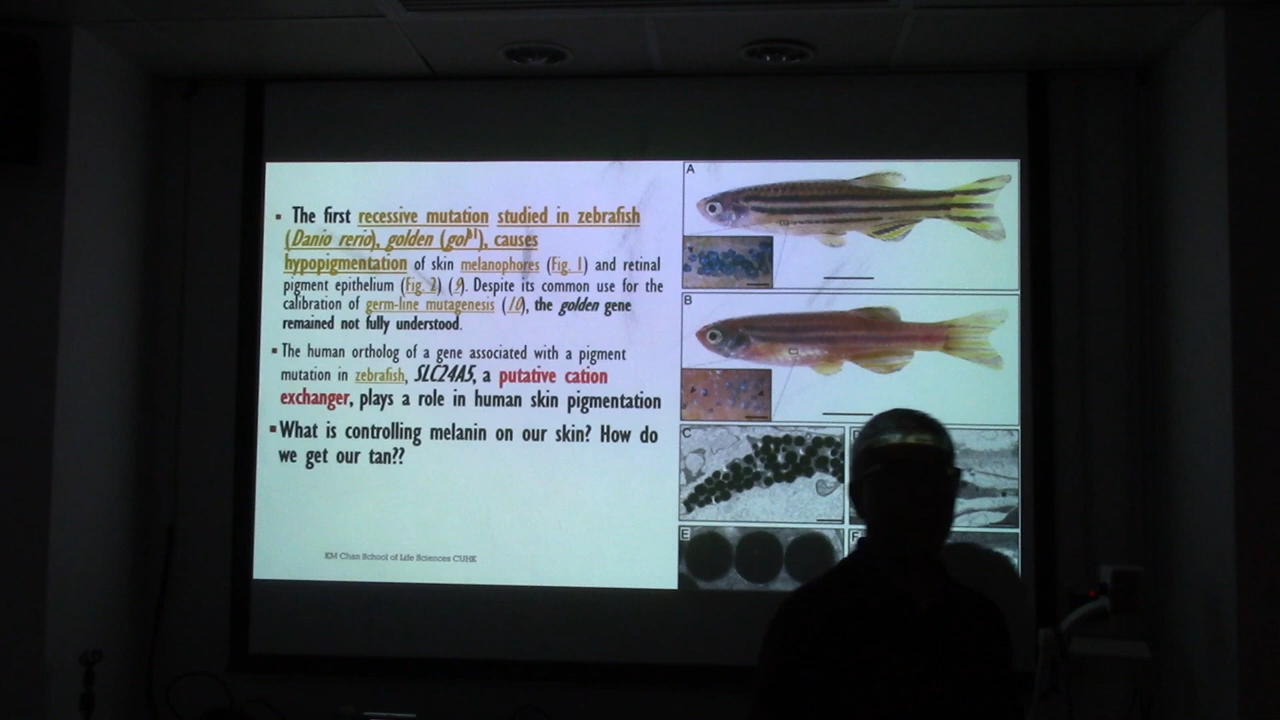 ▪ The first recessive mutation studied in zebrafish
(Danio rerio), golden (golb1), causes
hypopigmentation of skin melanophores (Fig. 1) and retinal
pigment epithelium (Fig. 2) (9). Despite its common use for the
calibration of germ-line mutagenesis (10), the golden gene
remained not fully understood.
▪ The human ortholog of a gene associated with a pigment
mutation in zebrafish, SLC24A5, a putative cation
exchanger, plays a role in human skin pigmentation
▪ What is controlling melanin on our skin? How do
we get our tan??
KM Chan School of Life Sciences CUHK
A
B
C
E
F